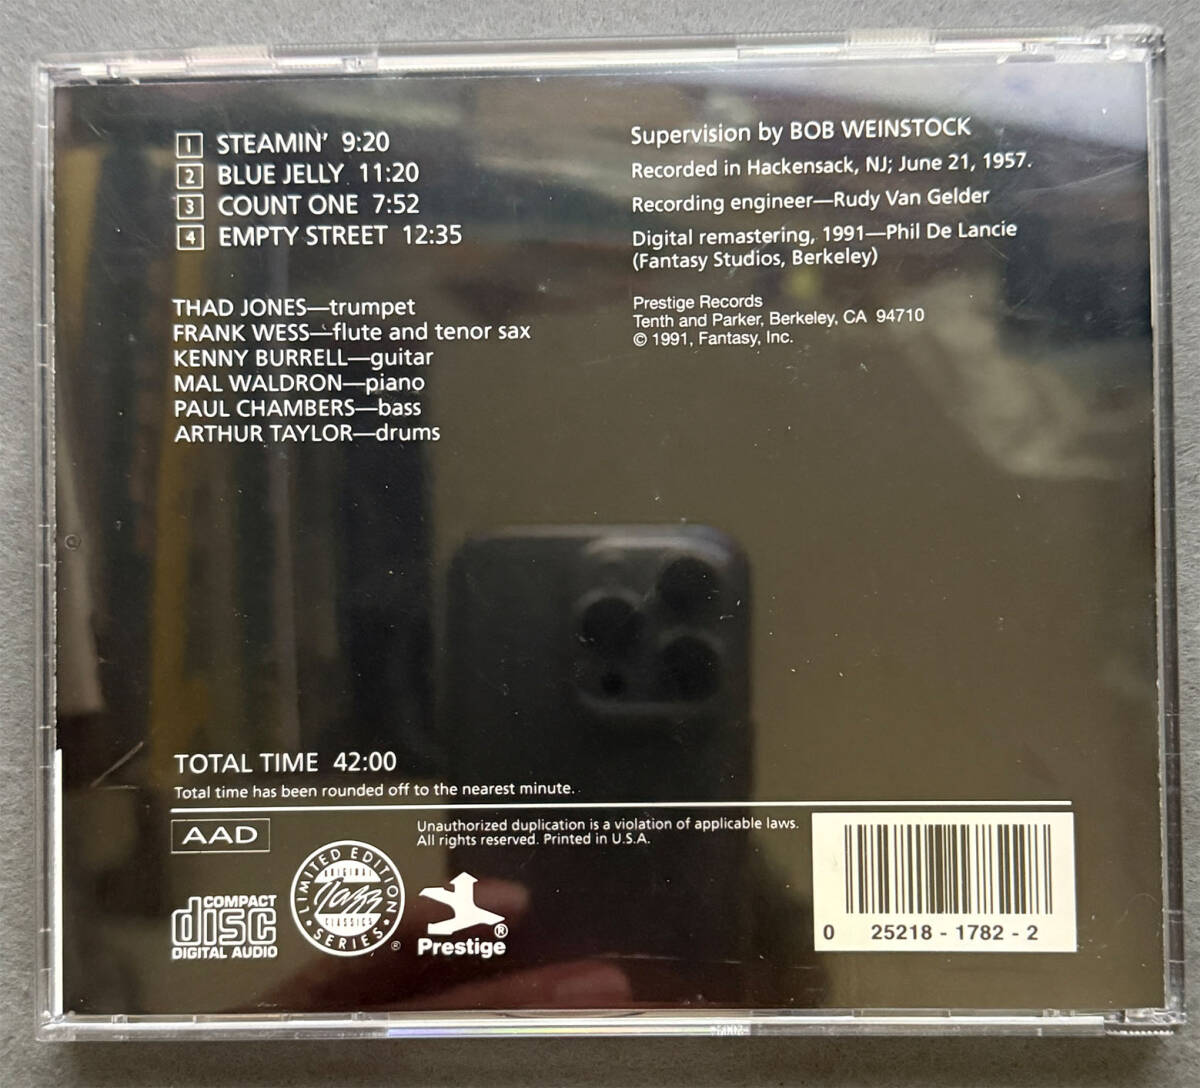 1 STEAMIN' 9:20
2 BLUE JELLY 11:20
3 COUNT ONE 7:52
4 EMPTY STREET 12:35
THAD JONES—trumpet
FRANK WESS—flute and tenor sax
KENNY BURRELL—guitar
MAL WALDRON—piano
PAUL CHAMBERS—bass
ARTHUR TAYLOR—drums
Supervision by BOB WEINSTOCK
Recorded in Hackensack, NJ; June 21, 1957.
Recording engineer—Rudy Van Gelder
Digital remastering, 1991—Phil De Lancie
(Fantasy Studios, Berkeley)
Prestige Records
Tenth and Parker, Berkeley, CA 94710
© 1991, Fantasy, Inc.
TOTAL TIME 42:00
Total time has been rounded off to the nearest minute.
AAD
Unauthorized duplication is a violation of applicable laws.
All rights reserved. Printed in U.S.A.
COMPACT
disc
DIGITAL AUDIO
LIMITED EDITION
ORIGINAL
Jazz
CLASSICS
SERIES
®
Prestige®
0 25218 - 1782 - 2